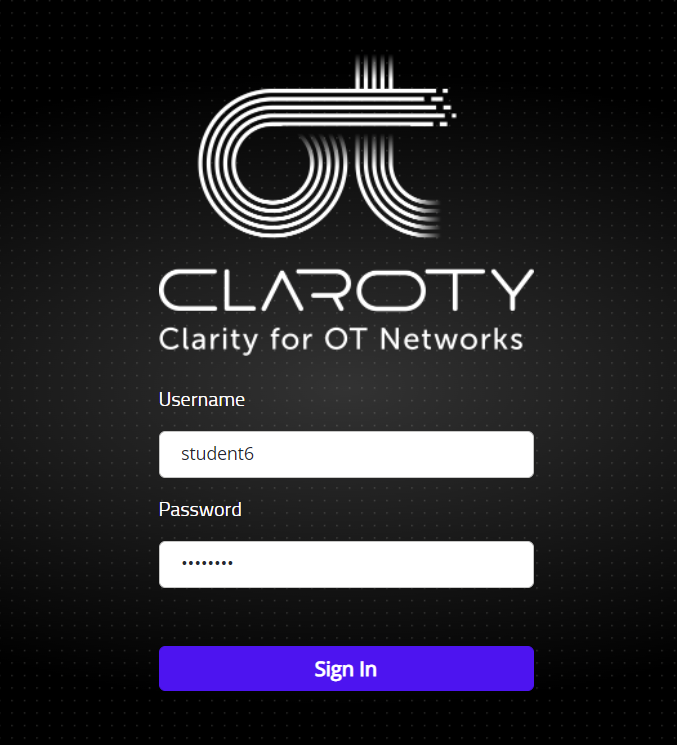 CLAROTY
Clarity for OT Networks
Username
student6
Password
••••••••
Sign In